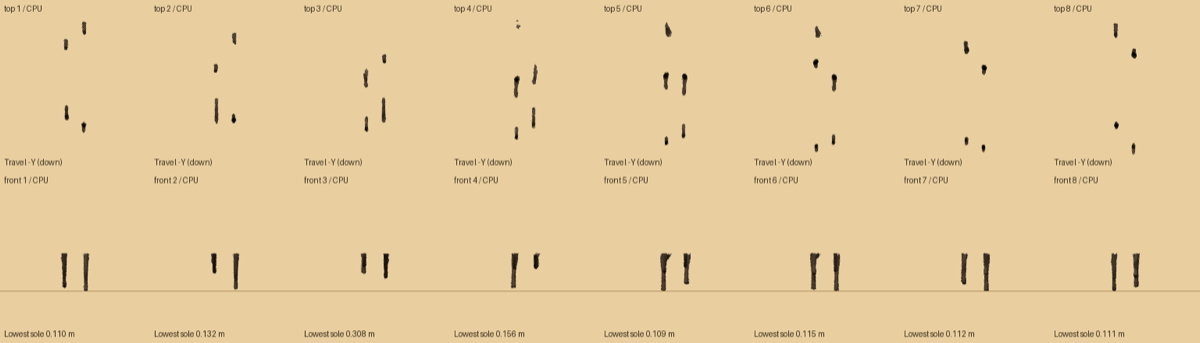 top 1 / CPU
top 2 / CPU
top 3 / CPU
top 4 / CPU
top 5 / CPU
top 6 / CPU
top 7 / CPU
top 8 / CPU
Travel -Y (down)
Travel -Y (down)
Travel -Y (down)
Travel -Y (down)
Travel -Y (down)
Travel -Y (down)
Travel -Y (down)
Travel -Y (down)
front 1 / CPU
front 2 / CPU
front 3 / CPU
front 4 / CPU
front 5 / CPU
front 6 / CPU
front 7 / CPU
front 8 / CPU
Lowest sole 0.110 m
Lowest sole 0.132 m
Lowest sole 0.308 m
Lowest sole 0.156 m
Lowest sole 0.109 m
Lowest sole 0.115 m
Lowest sole 0.112 m
Lowest sole 0.111 m